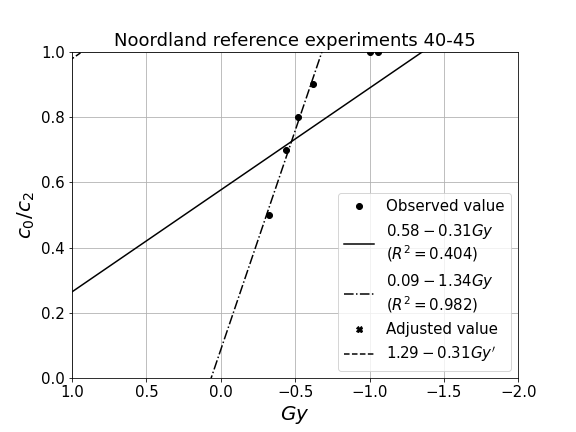 Noordland reference experiments 40-45
1.0
0.8
0.6
0.4
0.2
0.0
c₀/c₂
Observed value
0.58 − 0.31Gy
(R² = 0.404)
0.09 − 1.34Gy
(R² = 0.982)
Adjusted value
1.29 − 0.31Gy′
1.0 0.5 0.0 −0.5 −1.0 −1.5 −2.0
Gy